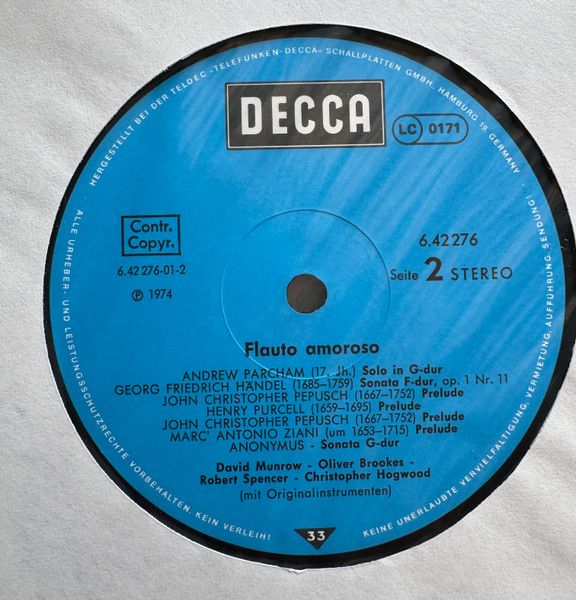 HERGESTELLT BEI DER TELDEC »TELEFUNKEN-DECCA« SCHALLPLATTEN GMBH, HAMBURG 19, GERMANY
DECCA
LC 0171
Contr.
Copyr.
6.42 276-01-2
℗ 1974
6.42 276
Seite 2 STEREO
Flauto amoroso
ANDREW PARCHAM (17. Jh.) Solo in G-dur
GEORG FRIEDRICH HÄNDEL (1685-1759) Sonata F-dur, op. 1 Nr. 11
JOHN CHRISTOPHER PEPUSCH (1667-1752) Prelude
HENRY PURCELL (1659-1695) Prelude
JOHN CHRISTOPHER PEPUSCH (1667-1752) Prelude
MARC' ANTONIO ZIANI (um 1653-1715) Prelude
ANONYMUS - Sonata G-dur
David Munrow - Oliver Brookes -
Robert Spencer - Christopher Hogwood
(mit Originalinstrumenten)
33
ALLE URHEBER- UND LEISTUNGSSCHUTZRECHTE VORBEHALTEN, KEIN VERLEIH!
KEINE UNERLAUBTE VERVIELFÄLTIGUNG, VERMIETUNG, AUFFÜHRUNG, SENDUNG!